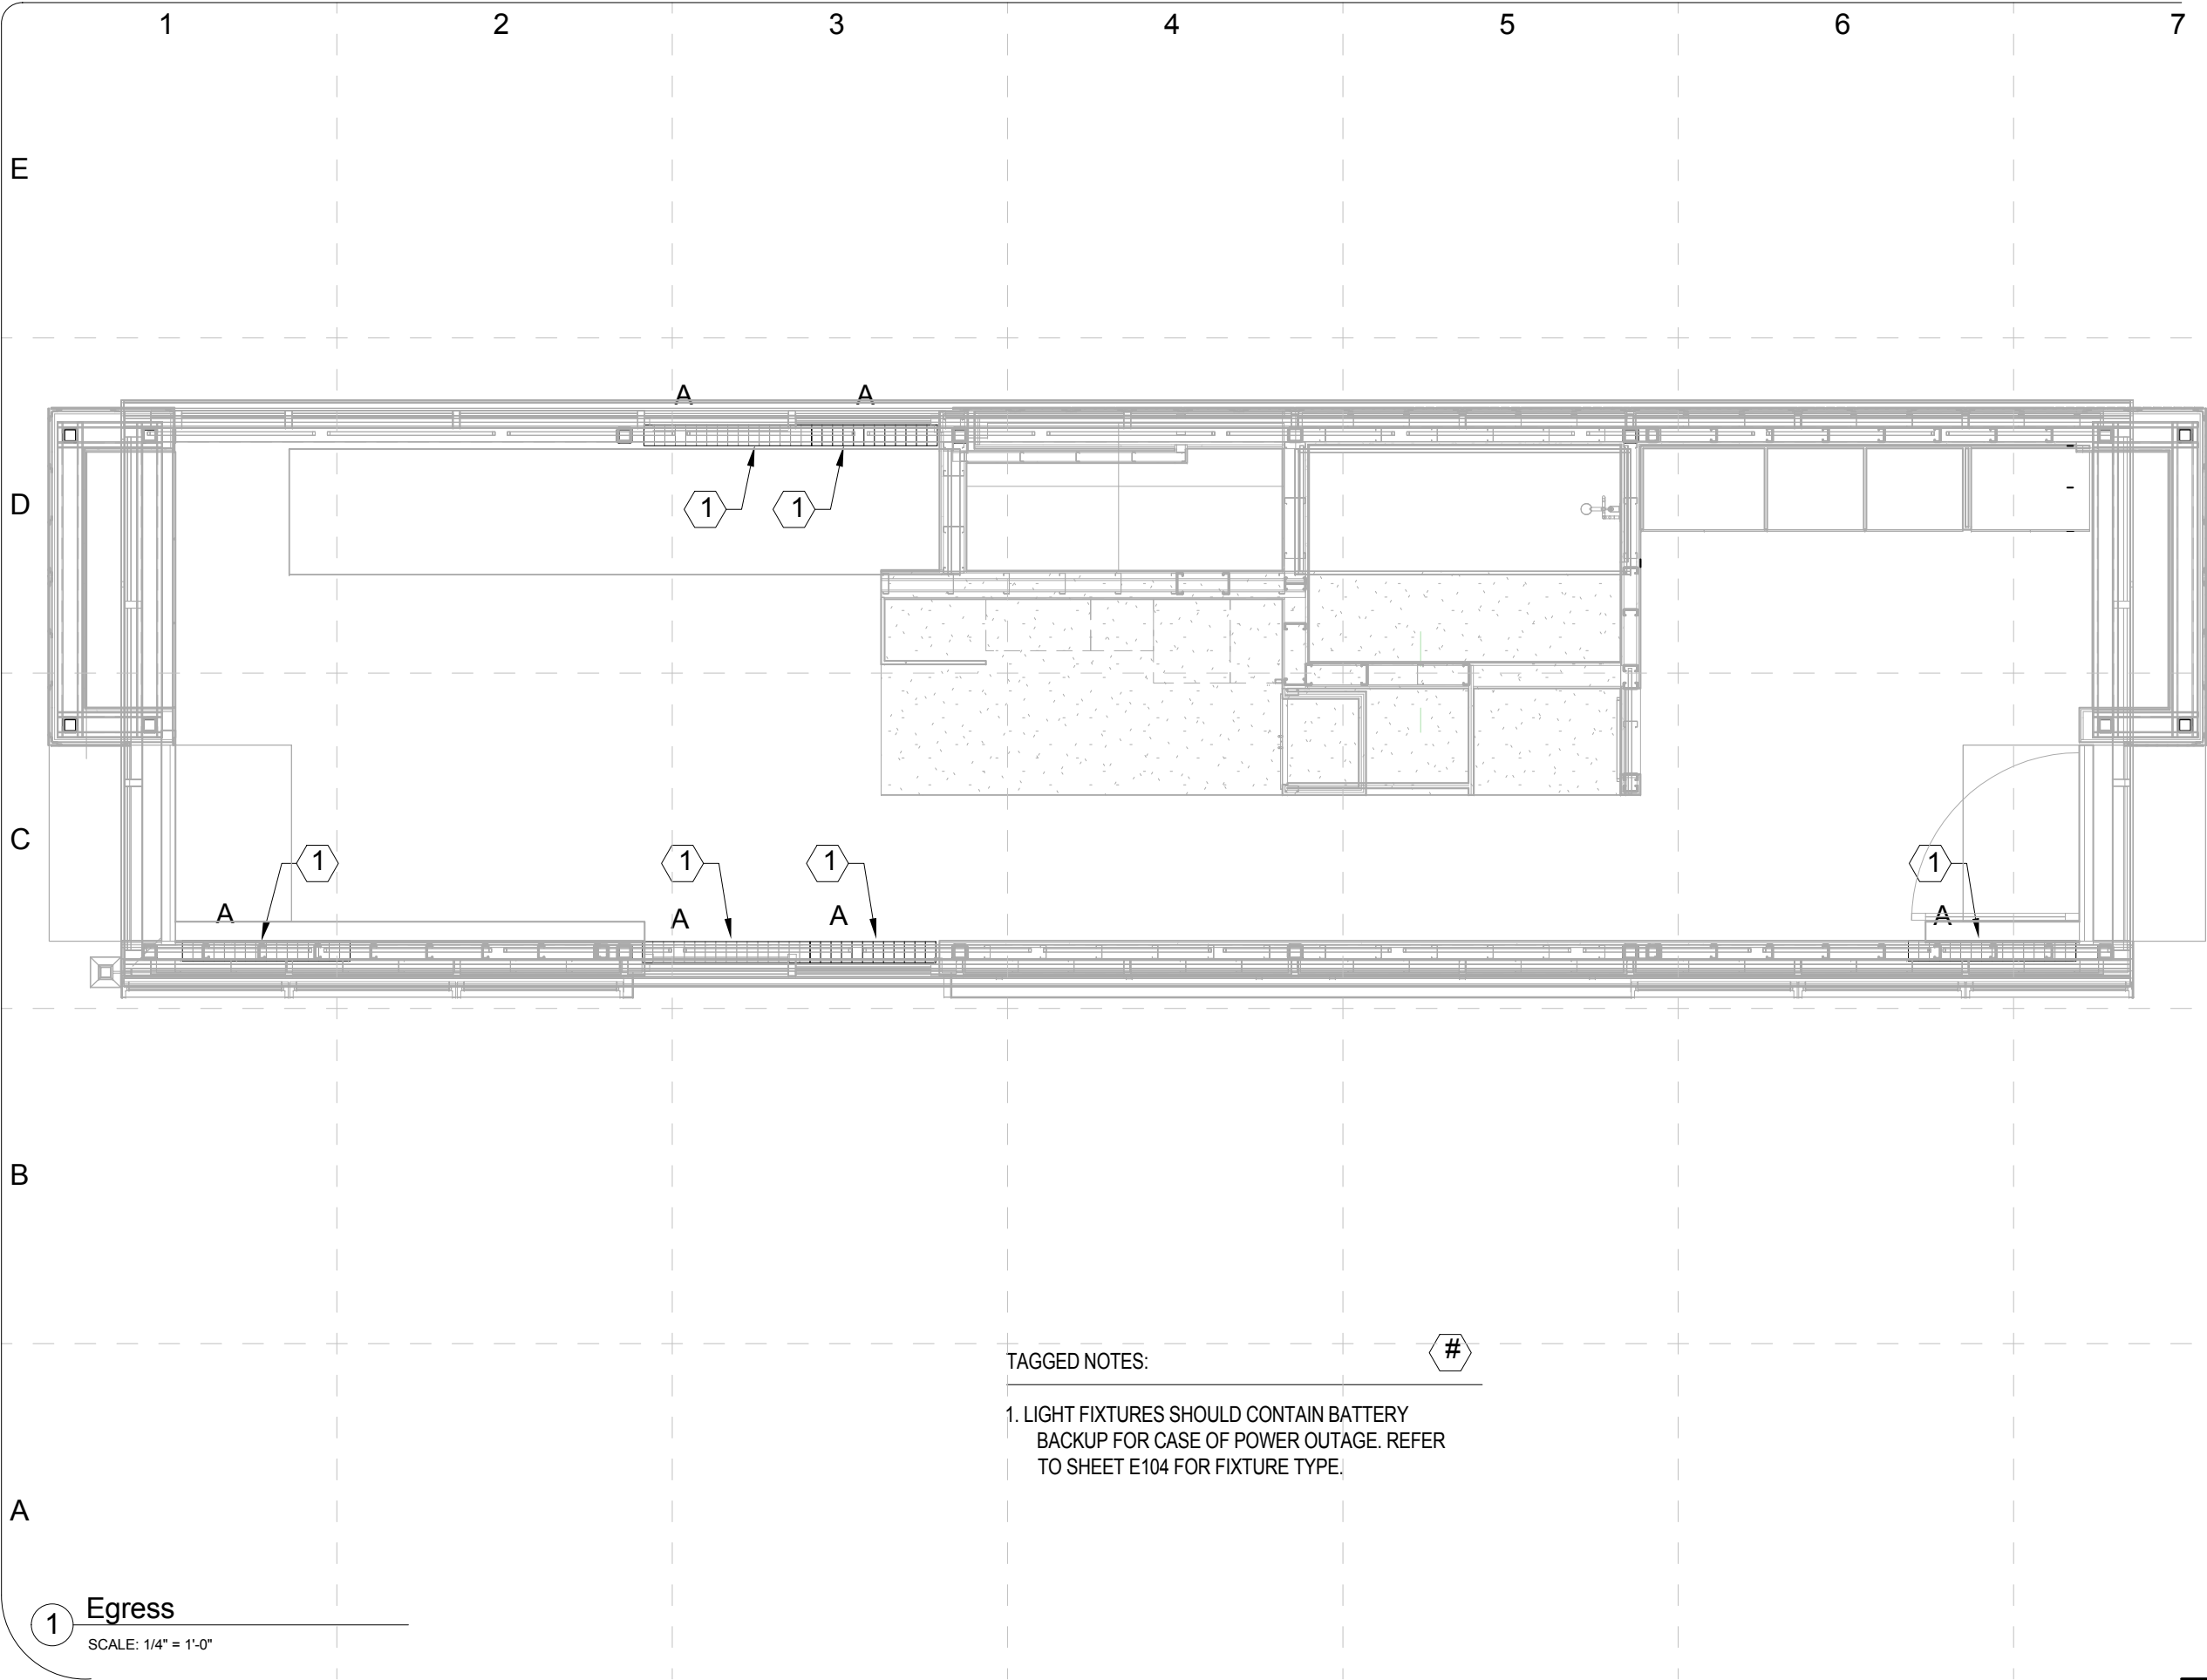 1 2 3 4 5 6 7
E
A A
D
1 1
C
1 1 1 1
A A A A
B
#
TAGGED NOTES:
1. LIGHT FIXTURES SHOULD CONTAIN BATTERY
BACKUP FOR CASE OF POWER OUTAGE. REFER
TO SHEET E104 FOR FIXTURE TYPE.
A
1 Egress
SCALE: 1/4" = 1'-0"